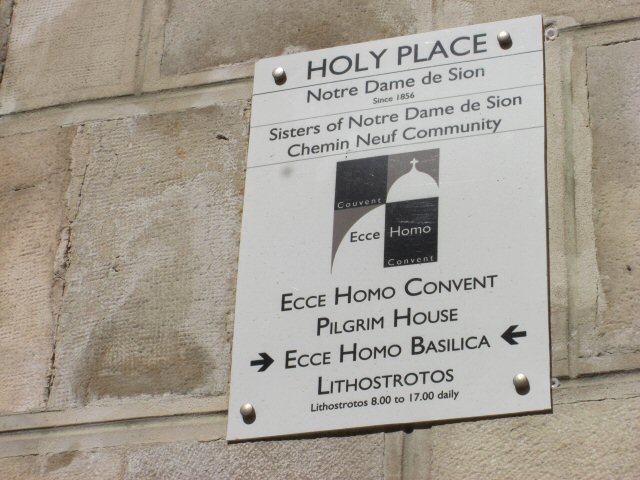 HOLY PLACE
Notre Dame de Sion
Since 1856
Sisters of Notre Dame de Sion
Chemin Neuf Community
Couvent
Ecce Homo
Convent
ECCE HOMO CONVENT
PILGRIM HOUSE
→ ECCE HOMO BASILICA ←
LITHOSTROTOS
Lithostrotos 8.00 to 17.00 daily